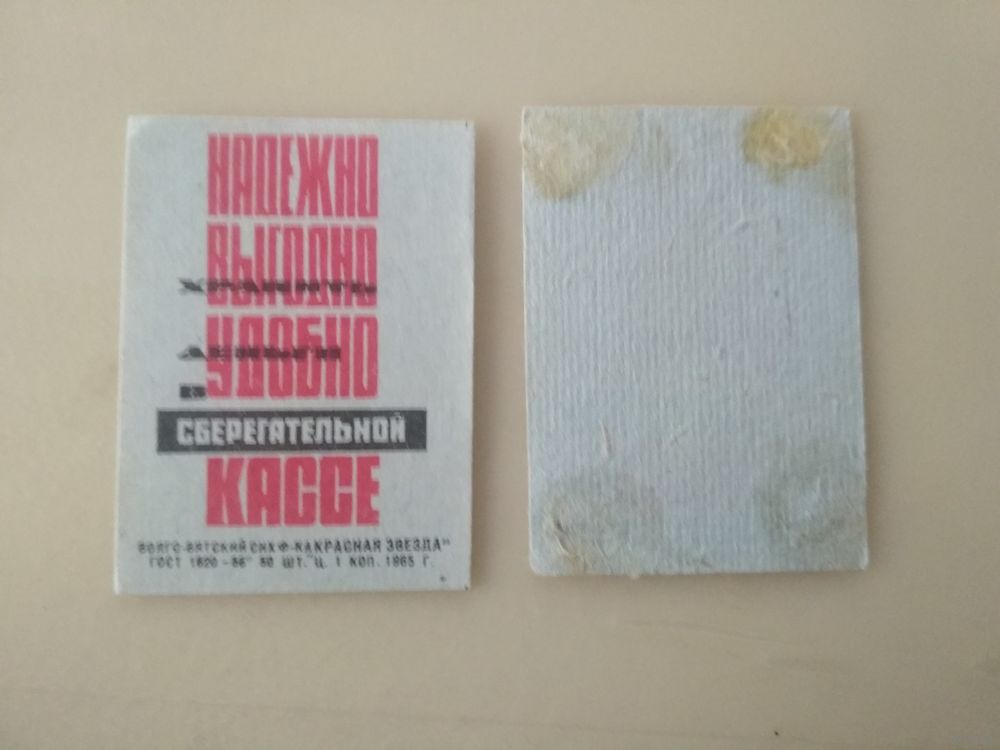 НАДЕЖНО
ВЫГОДНО
ХРАНИТЬ
УДОБНО
ДЕНЬГИ
В
СБЕРЕГАТЕЛЬНОЙ
КАССЕ
ВОЛГО-ВЯТСКИЙ СНХ Ф-КА "КРАСНАЯ ЗВЕЗДА"
ГОСТ 1820-56 50 ШТ. Ц. 1 КОП. 1965 Г.